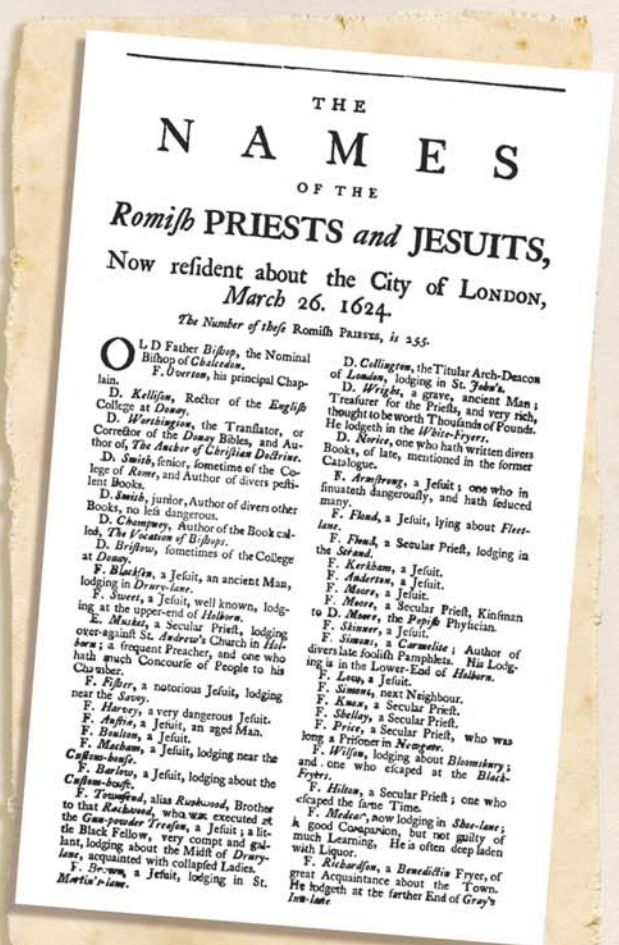 THE
NAMES
OF THE
Romiſh PRIESTS and JESUITS,
Now reſident about the City of LONDON,
March 26. 1624.
The Number of theſe Romiſh PRIESTS, is 255.
OLD Father Biſhop, the Nominal
Biſhop of Chalcedon.
F. Overton, his principal Chap-
lain.
D. Kelliſon, Rector of the Engliſh
College at Doway.
D. Worthington, the Tranſlator, or
Corrector of the Doway Bibles, and Au-
thor of, The Anchor of Chriſtian Doctrine.
D. Smith, ſenior, ſometime of the Co-
lege of Rome, and Author of divers peſti-
lent Books.
D. Smith, junior, Author of divers other
Books, no leſs dangerous.
D. Champney, Author of the Book cal-
led, The Vocation of Biſhops.
D. Briſtow, ſometimes of the College
at Doway.
F. Blackfen, a Jeſuit, an ancient Man,
lodging in Drury-lane.
F. Sweet, a Jeſuit, well known, lodg-
ing at the upper-end of Holborn.
E. Musket, a Secular Prieſt, lodging
over-againſt St. Andrew's Church in Hol-
born; a frequent Preacher, and one who
hath much Concourſe of People to his
Chamber.
F. Fiſher, a notorious Jeſuit, lodging
near the Savoy.
F. Harvey, a very dangerous Jeſuit.
F. Auſtin, a Jeſuit, an aged Man.
F. Boulton, a Jeſuit.
F. Macham, a Jeſuit, lodging near the
Cuſtom-houſe.
F. Barlow, a Jeſuit, lodging about the
Cuſtom-houſe.
F. Townſend, alias Ruckwood, Brother
to that Rockwood, who was executed at
the Gun-powder Treaſon, a Jeſuit; a lit-
tle Black Fellow, very compt and gal-
lant, lodging about the Midſt of Drury-
lane, acquainted with collapſed Ladies.
F. Brown, a Jeſuit, lodging in St.
Martin's-lane.
D. Collington, the Titular Arch-Deacon
of London, lodging in St. John's.
D. Wright, a grave, ancient Man;
Treaſurer for the Prieſts, and very rich,
thought to be worth Thouſands of Pounds.
He lodgeth in the White-Fryers.
D. Norice, one who hath written divers
Books, of late, mentioned in the former
Catalogue.
F. Armſtrong, a Jeſuit; one who in
ſinuateth dangerouſly, and hath ſeduced
many.
F. Floud, a Jeſuit, lying about Fleet-
lane.
F. Floud, a Secular Prieſt, lodging in
the Strand.
F. Kerkham, a Jeſuit.
F. Anderton, a Jeſuit.
F. Moore, a Jeſuit.
F. Moore, a Secular Prieſt, Kinſman
to D. Moore, the Popiſh Phyſician.
F. Skinner, a Jeſuit.
F. Simons, a Carmelite; Author of
divers late fooliſh Pamphlets. His Lodg-
ing is in the Lower-End of Holborn.
F. Low, a Jeſuit.
F. Simons, next Neighbour.
F. Knox, a Secular Prieſt.
F. Shellay, a Secular Prieſt.
F. Price, a Secular Prieſt, who was
long a Priſoner in Newgate.
F. Wilſon, lodging about Bloomsbury;
and one who eſcaped at the Black-
Fryers.
F. Hilton, a Secular Prieſt; one who
eſcaped the ſame Time.
F. Medcar, now lodging in Shoe-lane;
a good Companion, but not guilty of
much Learning, He is often deep laden
with Liquor.
F. Richardſon, a Benedictin Fryer, of
great Acquaintance about the Town.
He lodgeth at the farther End of Gray's
Inn-lane